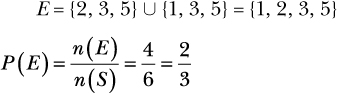 E = {2, 3, 5} ∪ {1, 3, 5} = {1, 2, 3, 5}
P(E) = n(E)/n(S) = 4/6 = 2/3